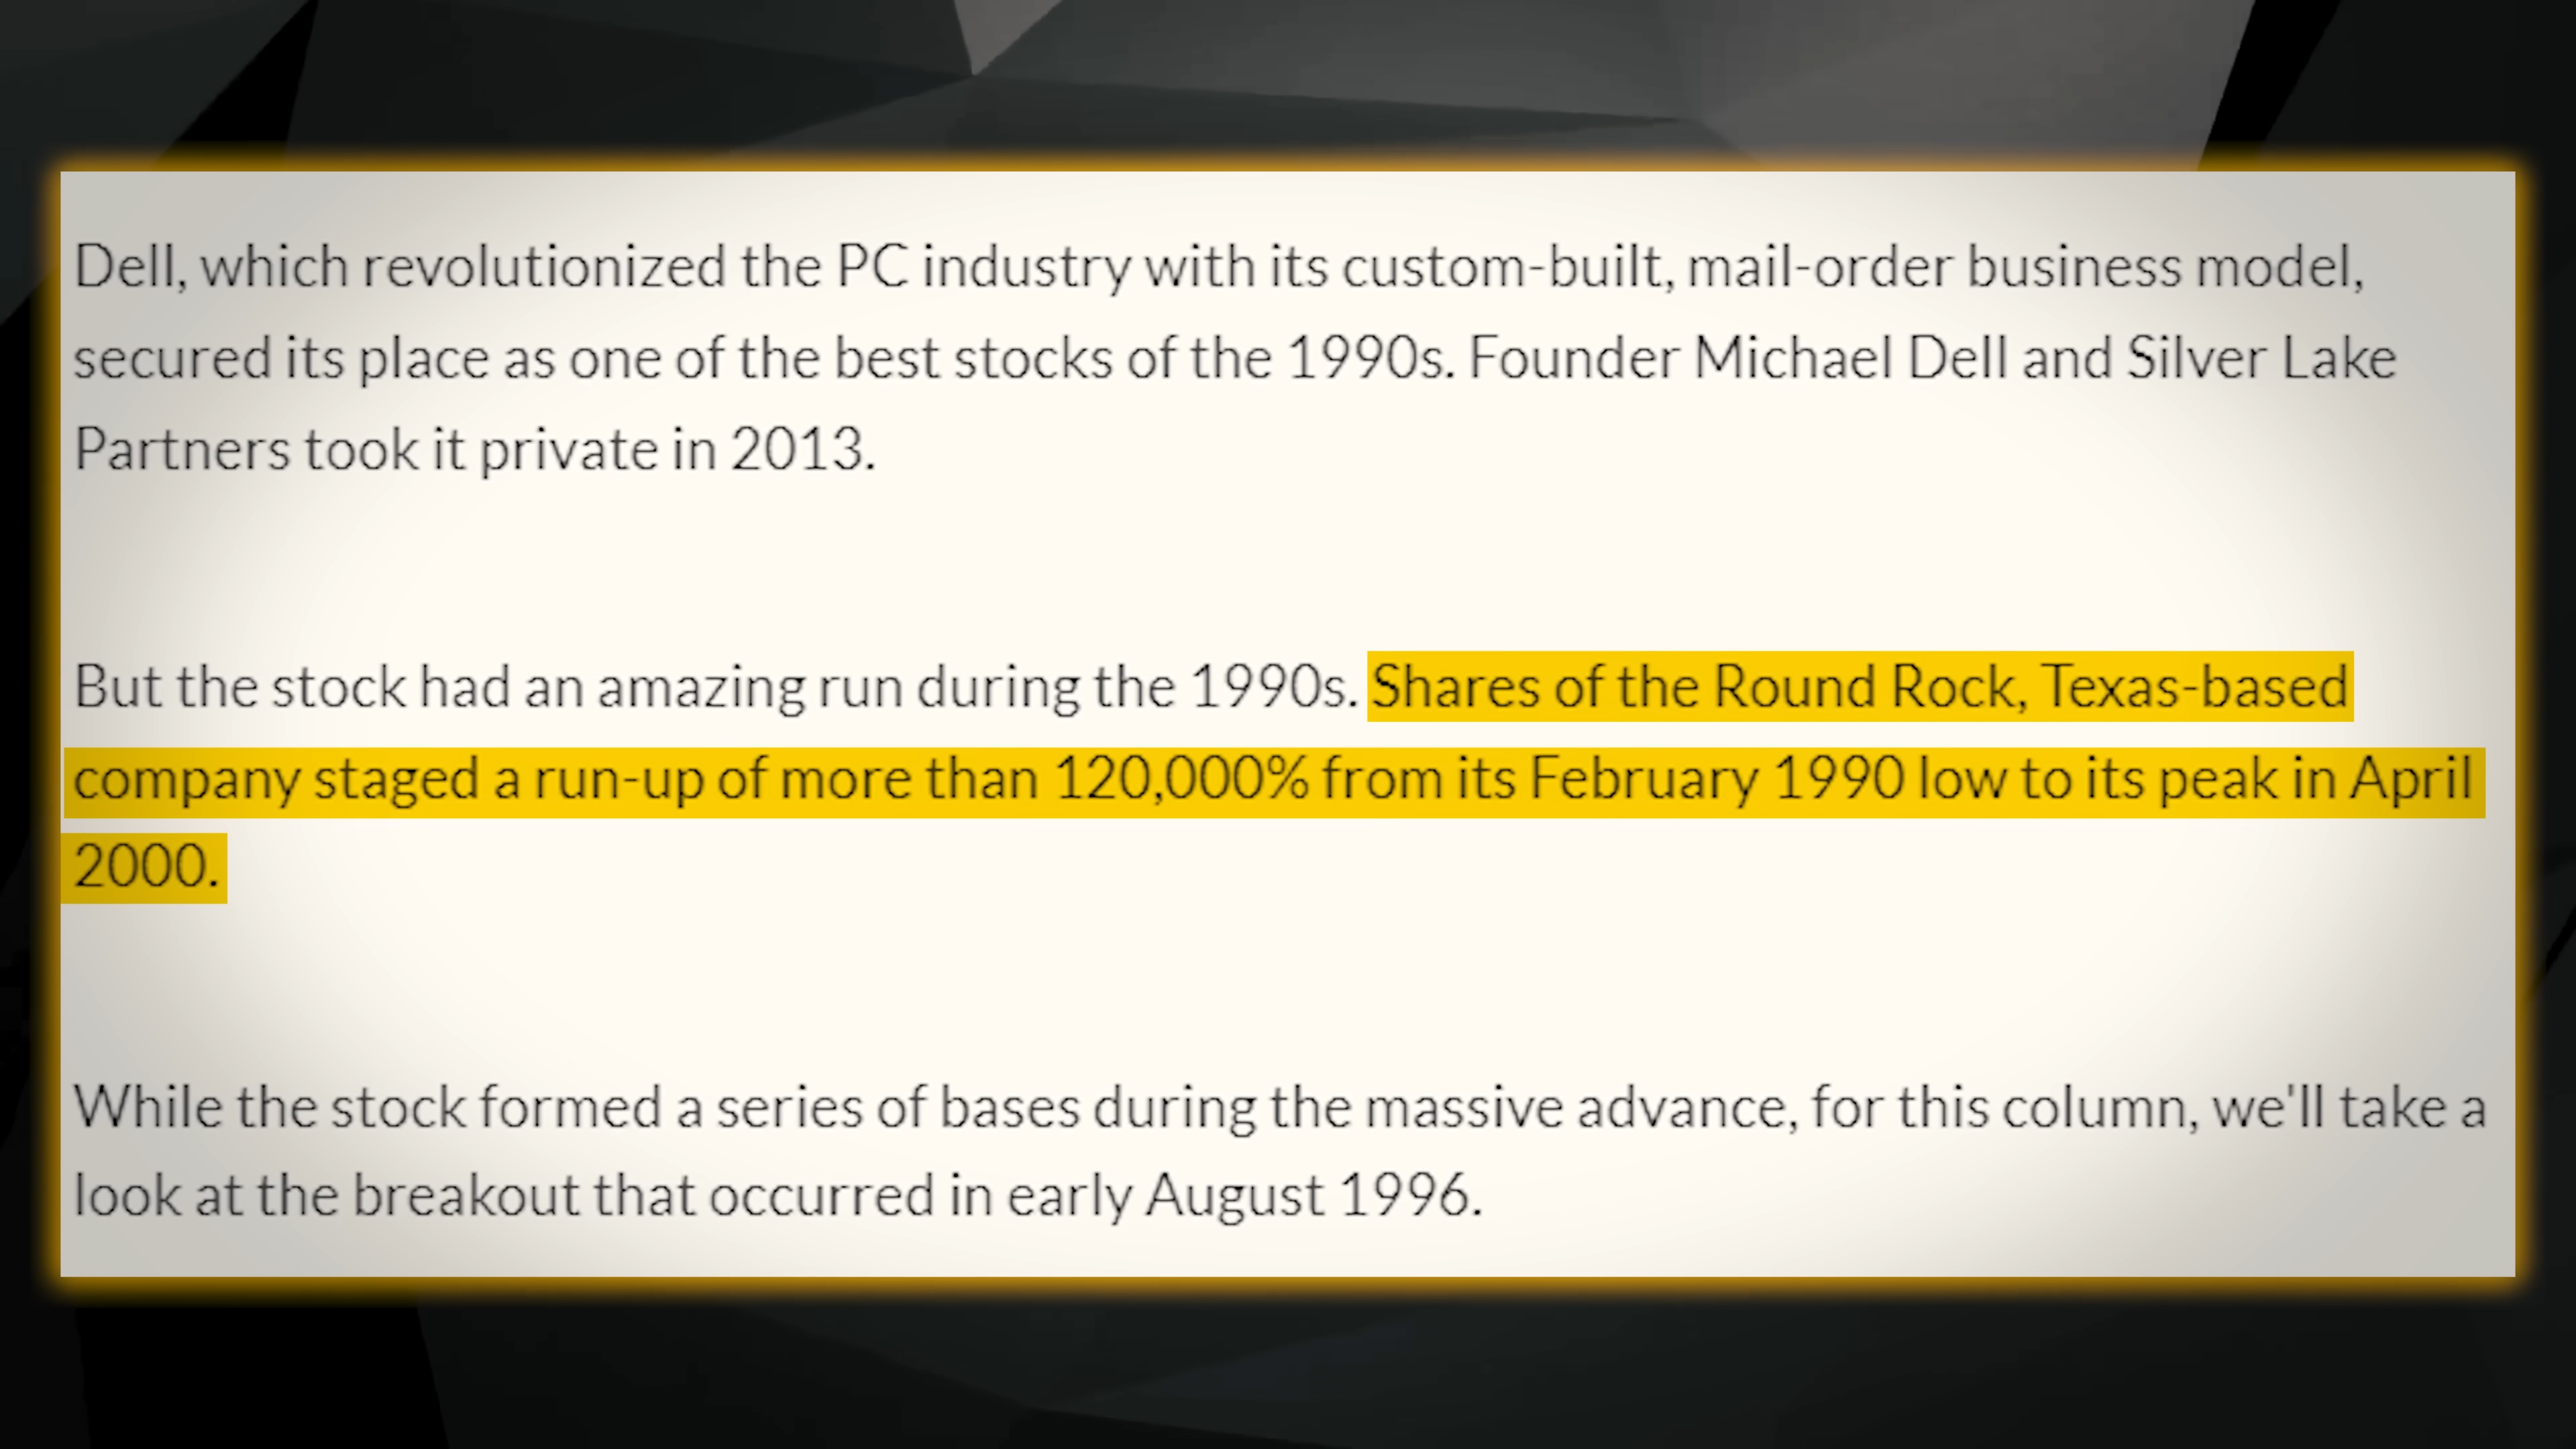 Dell, which revolutionized the PC industry with its custom-built, mail-order business model,
secured its place as one of the best stocks of the 1990s. Founder Michael Dell and Silver Lake
Partners took it private in 2013.
But the stock had an amazing run during the 1990s. Shares of the Round Rock, Texas-based
company staged a run-up of more than 120,000% from its February 1990 low to its peak in April
2000.
While the stock formed a series of bases during the massive advance, for this column, we'll take a
look at the breakout that occurred in early August 1996.